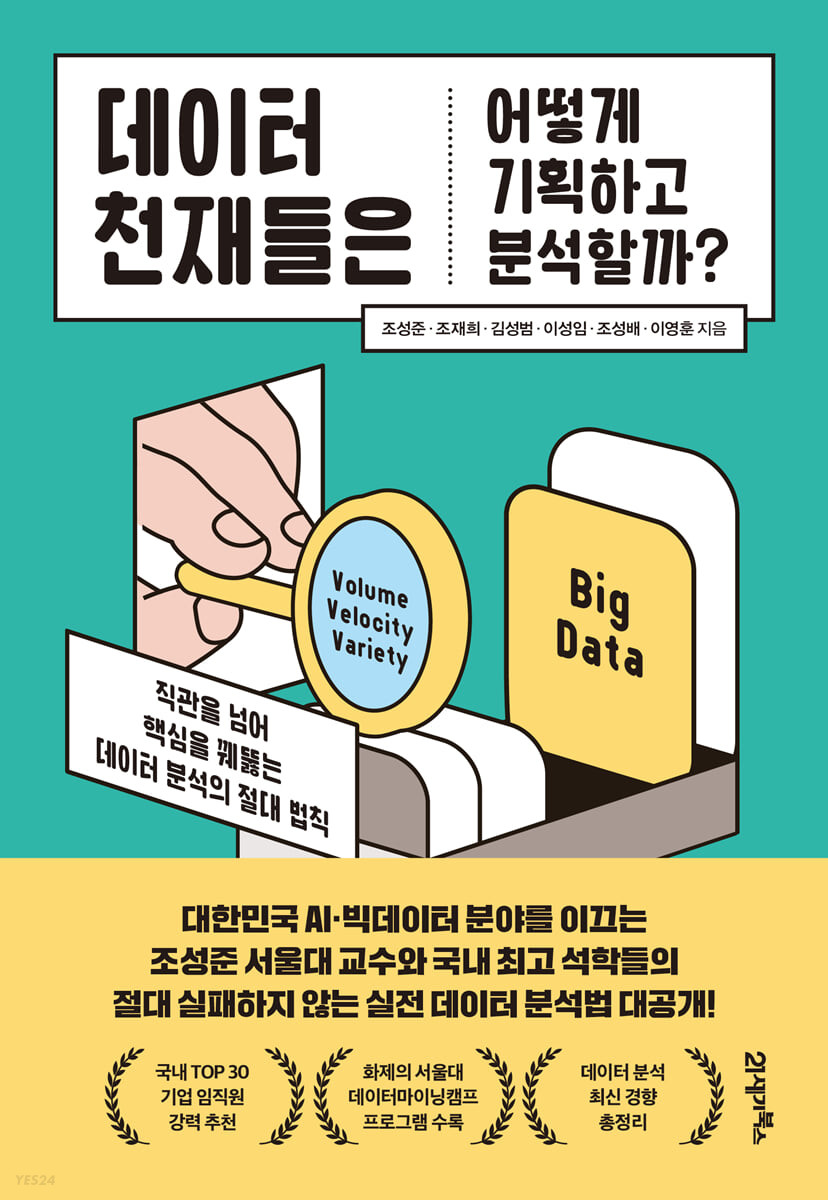 데이터
천재들은
어떻게
기획하고
분석할까?
조성준·조재희·김성범·이성임·조성배·이영훈 지음
Volume
Velocity
Variety
Big
Data
직관을 넘어
핵심을 꿰뚫는
데이터 분석의 절대 법칙
대한민국 AI·빅데이터 분야를 이끄는
조성준 서울대 교수와 국내 최고 석학들의
절대 실패하지 않는 실전 데이터 분석법 대공개!
국내 TOP 30
기업 임직원
강력 추천
화제의 서울대
데이터마이닝캠프
프로그램 수록
데이터 분석
최신 경향
총정리
21세기북스
YES24